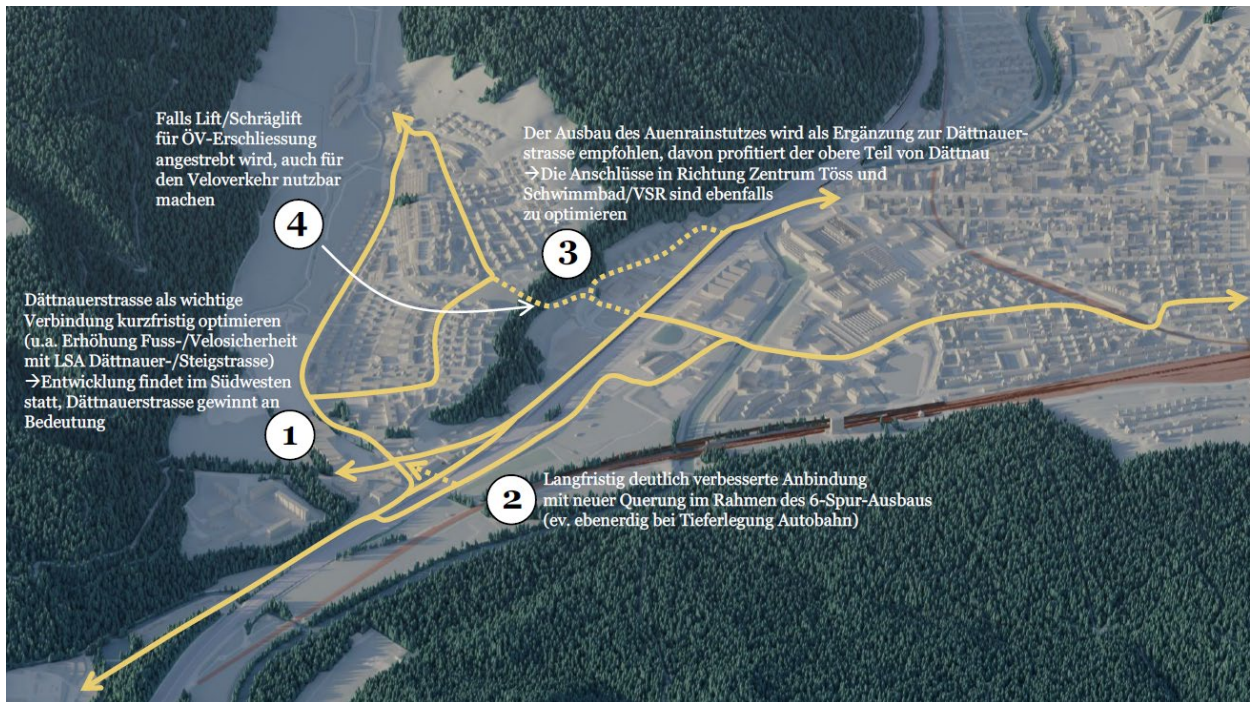 Falls Lift/Schräglift
für ÖV-Erschliessung
angestrebt wird, auch für
den Veloverkehr nutzbar
machen
4
Der Ausbau des Auenrainstutzes wird als Ergänzung zur Dättnauer-
strasse empfohlen, davon profitiert der obere Teil von Dättnau
→Die Anschlüsse in Richtung Zentrum Töss und
Schwimmbad/VSR sind ebenfalls
zu optimieren
3
Dättnauerstrasse als wichtige
Verbindung kurzfristig optimieren
(u.a. Erhöhung Fuss-/Velosicherheit
mit LSA Dättnauer-/Steigstrasse)
→Entwicklung findet im Südwesten
statt, Dättnauerstrasse gewinnt an
Bedeutung
1
2
Langfristig deutlich verbesserte Anbindung
mit neuer Querung im Rahmen des 6-Spur-Ausbaus
(ev. ebenerdig bei Tieferlegung Autobahn)